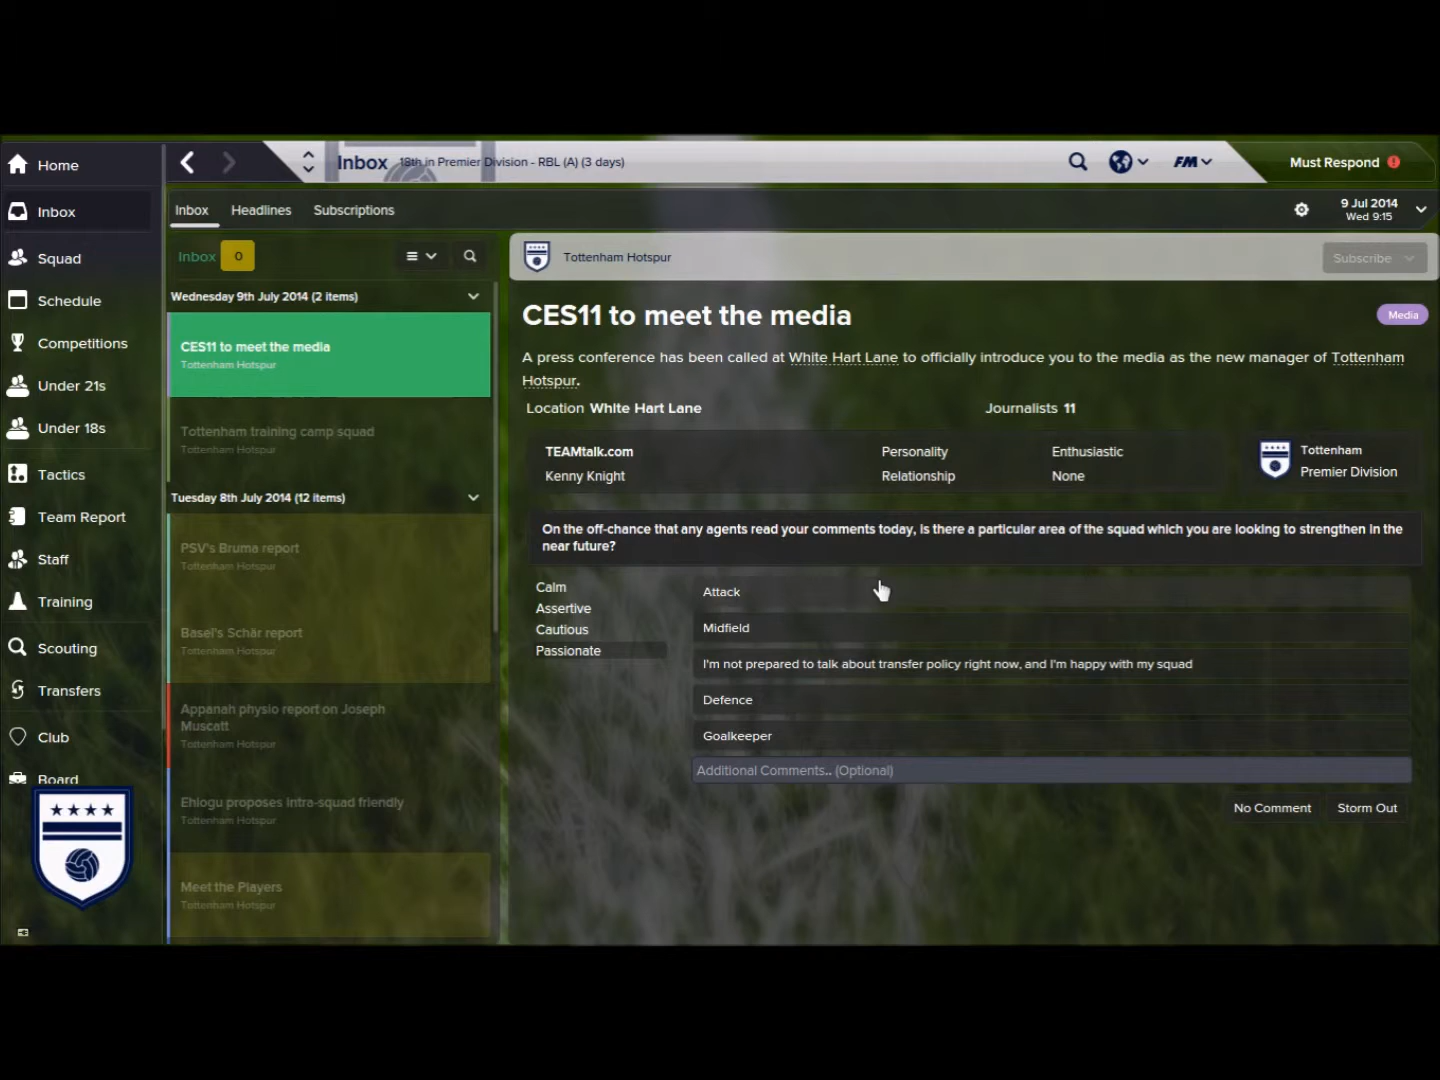 Home
Inbox
Squad
Schedule
Competitions
Under 21s
Under 18s
Tactics
Team Report
Staff
Training
Scouting
Transfers
Club
Board
Inbox 18th in Premier Division - RBL (A) (3 days)
FM
Must Respond
Inbox Headlines Subscriptions
9 Jul 2014
Wed 9:15
Inbox 0
Wednesday 9th July 2014 (2 items)
CES11 to meet the media
Tottenham Hotspur
Tottenham training camp squad
Tottenham Hotspur
Tuesday 8th July 2014 (12 items)
PSV's Bruma report
Tottenham Hotspur
Basel's Schär report
Tottenham Hotspur
Appanah physio report on Joseph
Muscatt
Tottenham Hotspur
Ehiogu proposes intra-squad friendly
Tottenham Hotspur
Meet the Players
Tottenham Hotspur
Tottenham Hotspur
Subscribe
CES11 to meet the media
Media
A press conference has been called at White Hart Lane to officially introduce you to the media as the new manager of Tottenham
Hotspur.
Location White Hart Lane Journalists 11
TEAMtalk.com Personality Enthusiastic
Kenny Knight Relationship None
Tottenham
Premier Division
On the off-chance that any agents read your comments today, is there a particular area of the squad which you are looking to strengthen in the
near future?
Calm
Assertive
Cautious
Passionate
Attack
Midfield
I'm not prepared to talk about transfer policy right now, and I'm happy with my squad
Defence
Goalkeeper
Additional Comments.. (Optional)
No Comment Storm Out